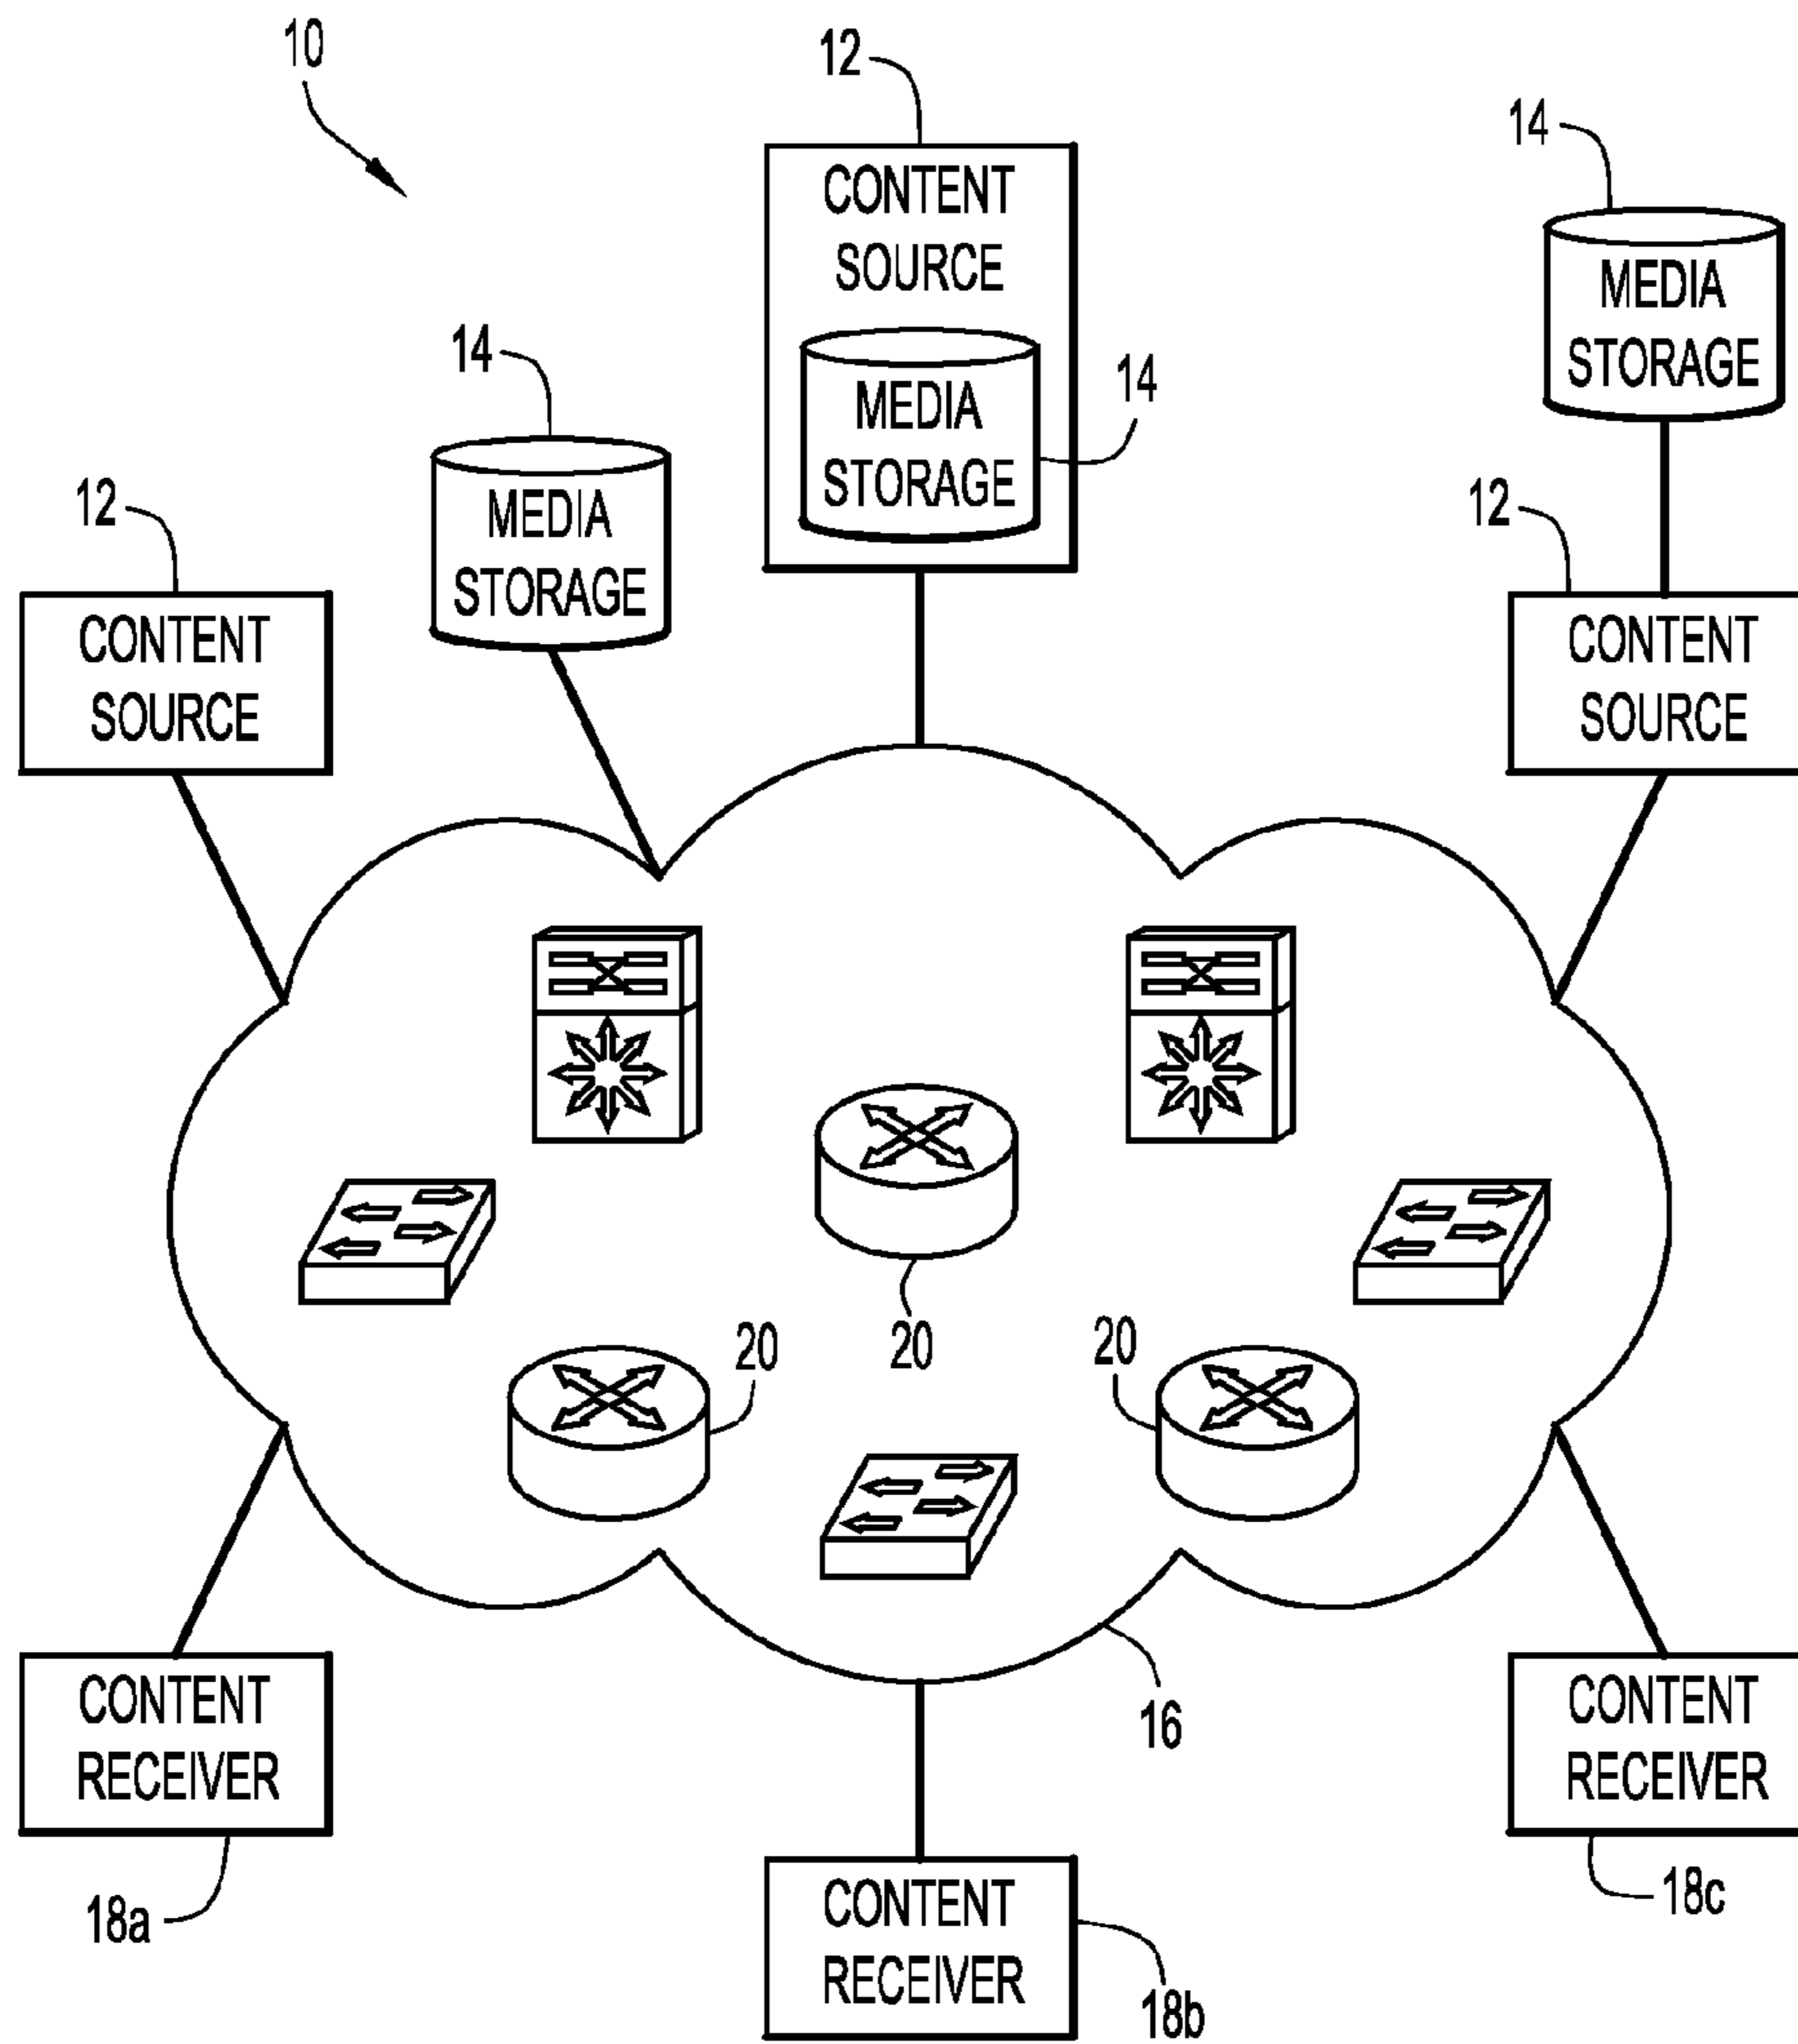 10
12
CONTENT
SOURCE
MEDIA
STORAGE
14
14
MEDIA
STORAGE
14
MEDIA
STORAGE
12
CONTENT
SOURCE
12
CONTENT
SOURCE
20
20
20
16
CONTENT
RECEIVER
18a
CONTENT
RECEIVER
18b
CONTENT
RECEIVER
18c